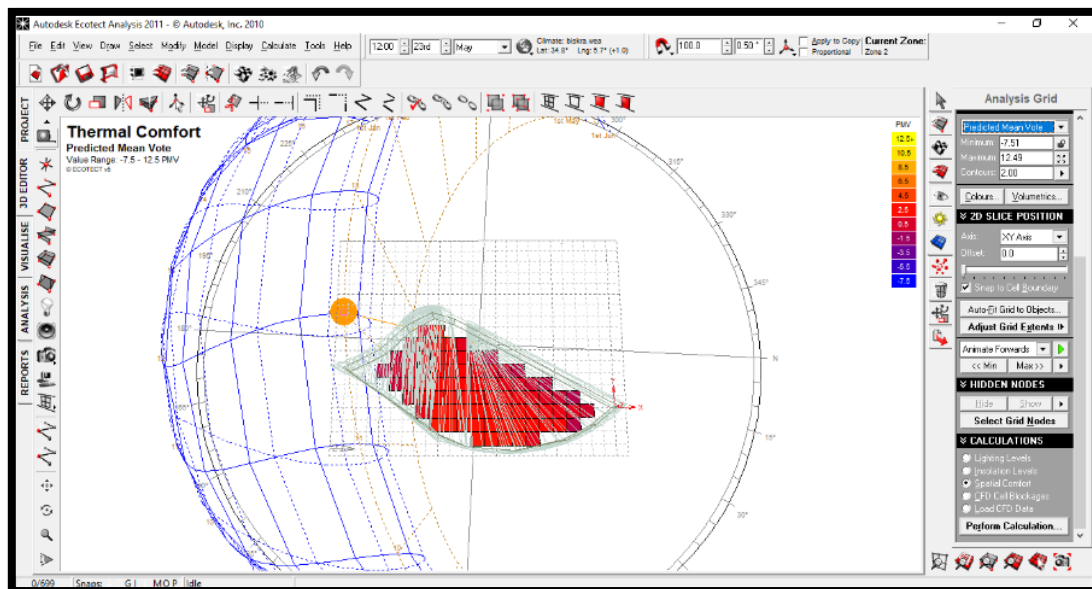 Autodesk Ecotect Analysis 2011 - © Autodesk, Inc. 2010
File Edit View Draw Select Modify Model Display Calculate Tools Help
12:00 23rd May
Climate: biskra.wea
Lat: 34.8° Lng: 5.7° (+1.0)
100.0 0.50°
Apply to Copy
Proportional
Current Zone:
Zone 2
PROJECT
3D EDITOR
VISUALISE
ANALYSIS
REPORTS
Thermal Comfort
Predicted Mean Vote
Value Range: -7.5 - 12.5 PMV
© ECOTECT v5
1st Jan
1st May
1st Jun
300°
315°
330°
345°
N
15°
30°
225°
210°
195°
180°
X
PMV
12.5+
10.5
8.5
6.5
4.5
2.5
0.5
-1.5
-3.5
-5.5
-7.5
Analysis Grid
Predicted Mean Vote
Minimum: -7.51
Maximum: 12.49
Contours: 2.00
Colours... Volumetrics...
2D SLICE POSITION
Axis: XY Axis
Offset: 0.0
Snap to Cell Boundary
Auto-Fit Grid to Objects...
Adjust Grid Extents
Animate Forwards
<< Min Max >>
HIDDEN NODES
Hide Show
Select Grid Nodes
CALCULATIONS
Lighting Levels
Insolation Levels
Spatial Comfort
CFD Cell Blockages
Load CFD Data
Perform Calculation...
0/699 Snaps: G I M O P Idle